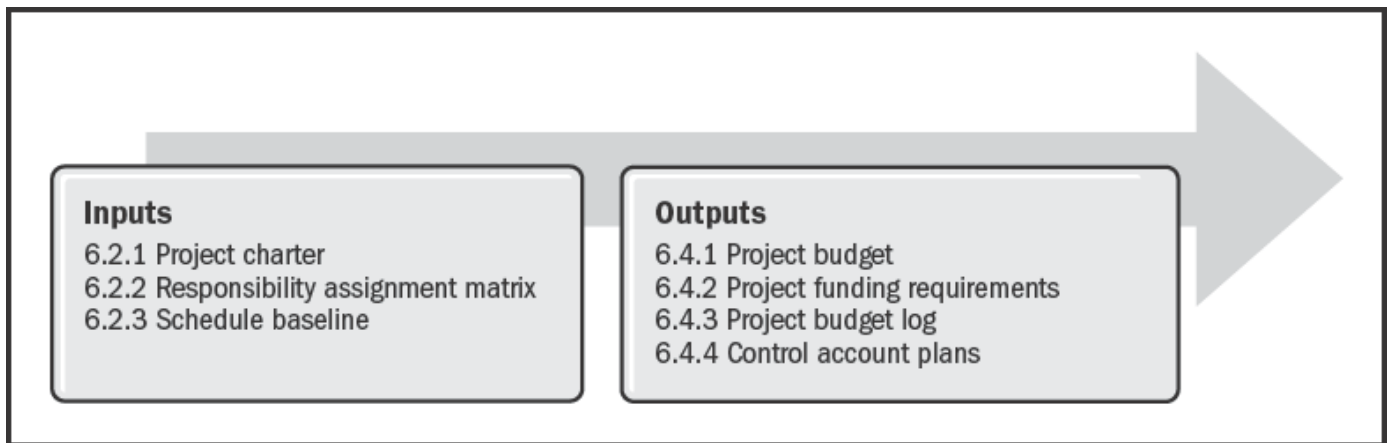 Inputs
6.2.1 Project charter
6.2.2 Responsibility assignment matrix
6.2.3 Schedule baseline
Outputs
6.4.1 Project budget
6.4.2 Project funding requirements
6.4.3 Project budget log
6.4.4 Control account plans